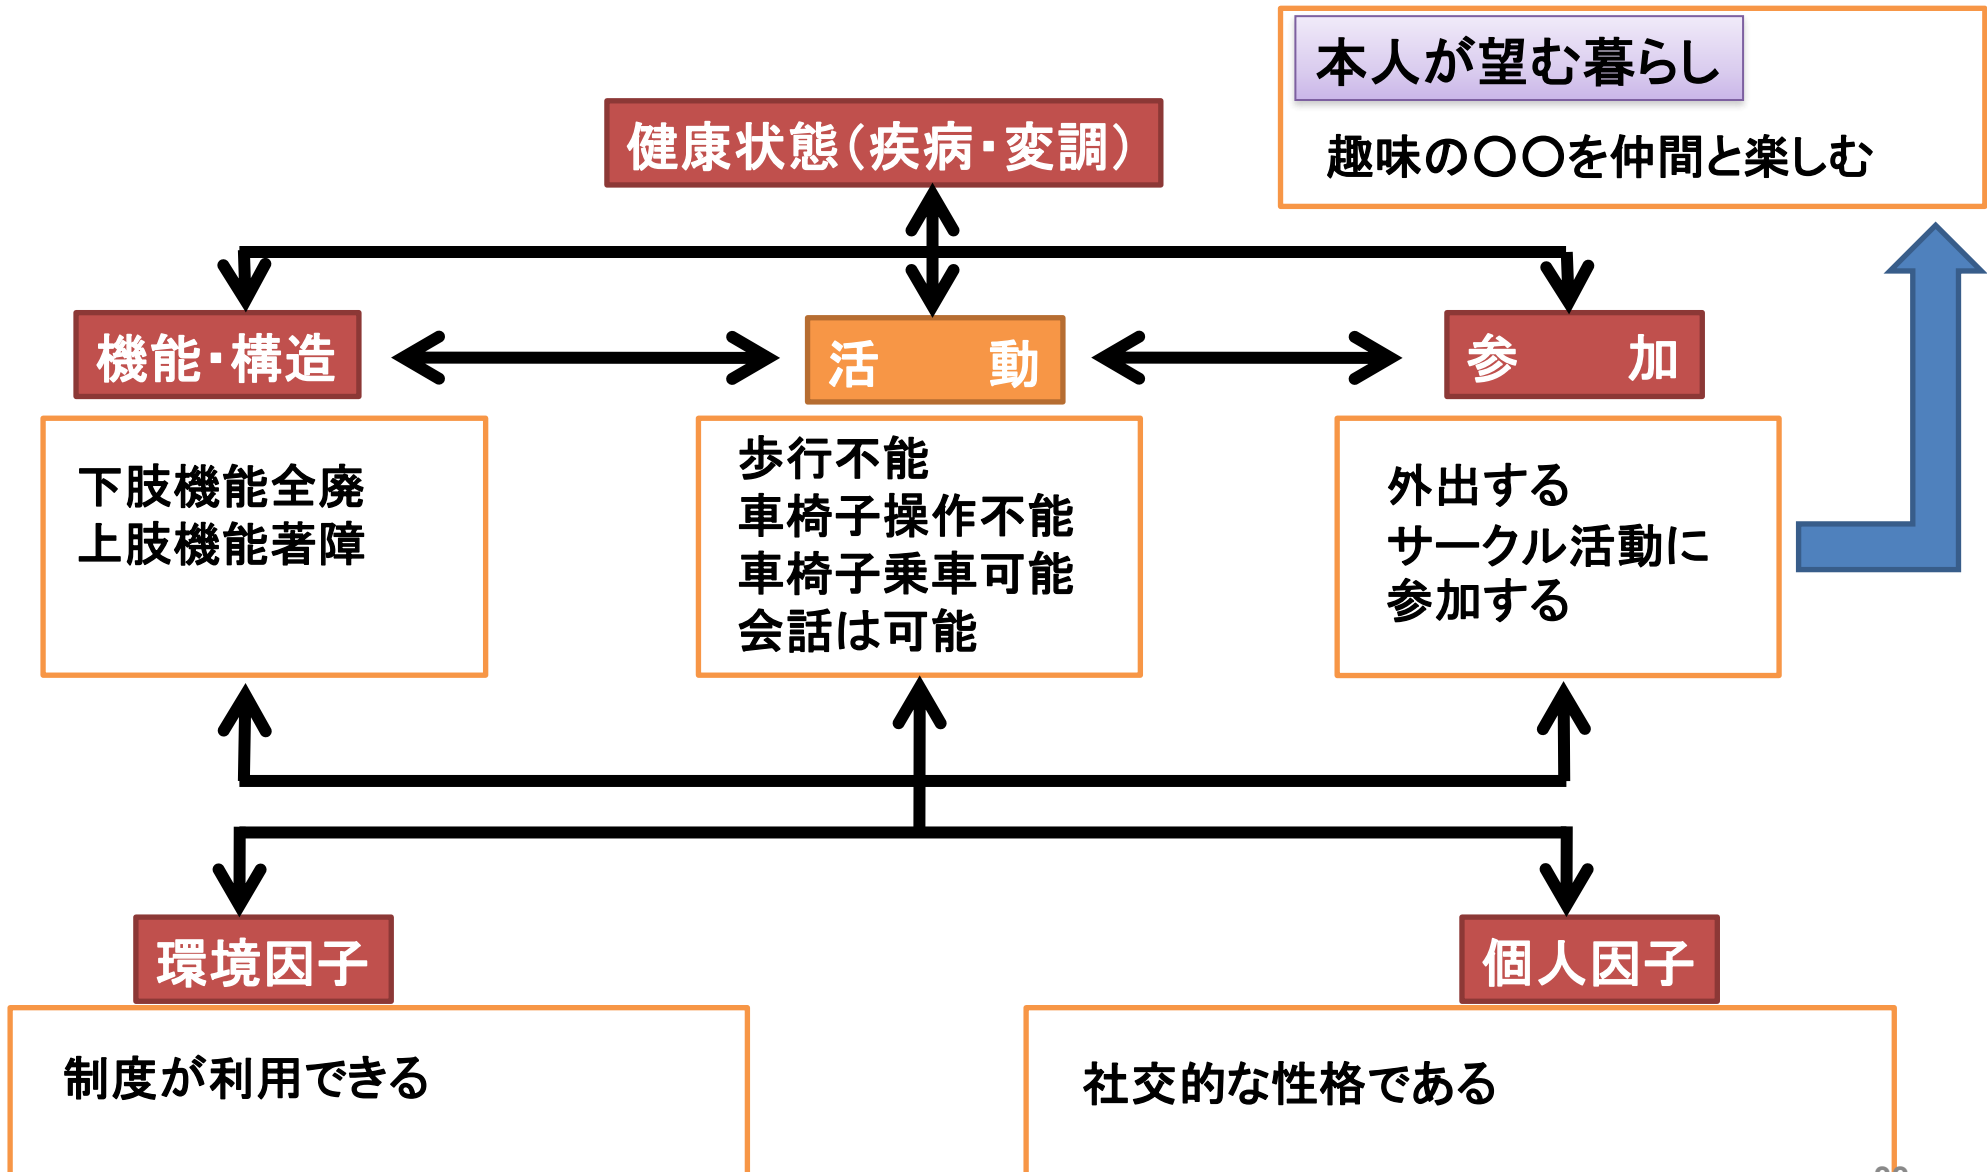 本人が望む暮らし
趣味の〇〇を仲間と楽しむ
健康状態（疾病・変調）
機能・構造
活　　動
参　　加
下肢機能全廃
上肢機能著障
歩行不能
車椅子操作不能
車椅子乗車可能
会話は可能
外出する
サークル活動に
参加する
環境因子
個人因子
制度が利用できる
社交的な性格である